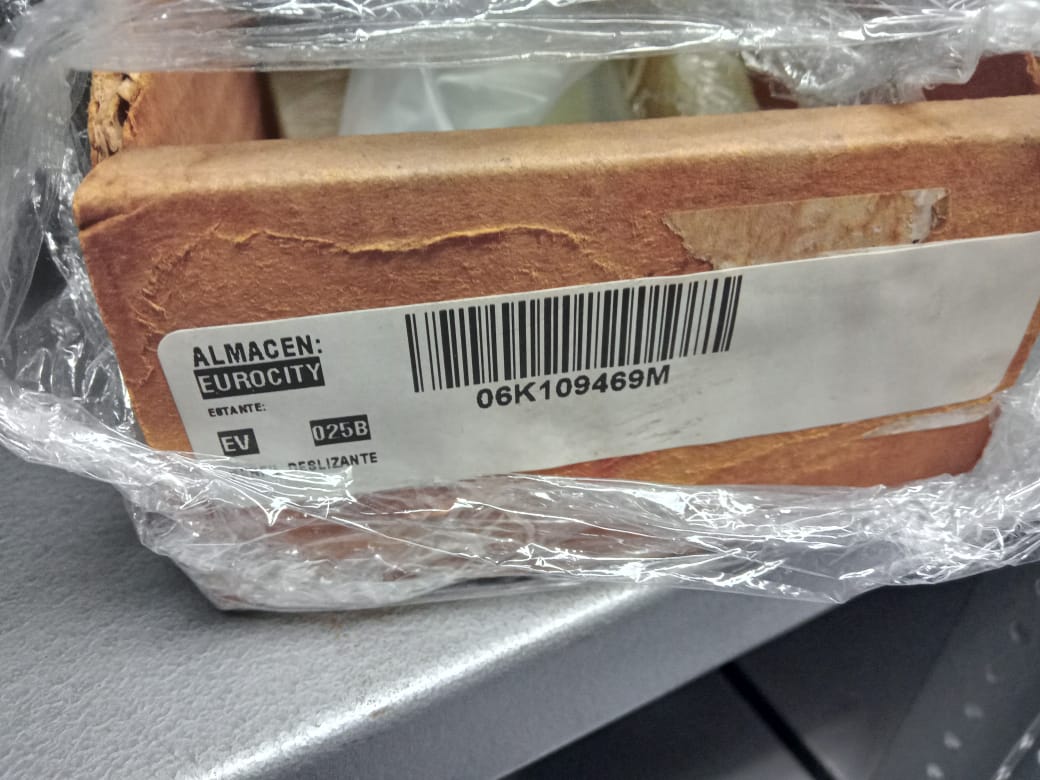 ALMACEN:
EUROCITY
06K109469M
ESTANTE:
EV 025B
DESLIZANTE